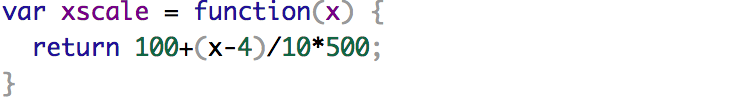 var xscale = function(x) {
  return 100+(x-4)/10*500;
}